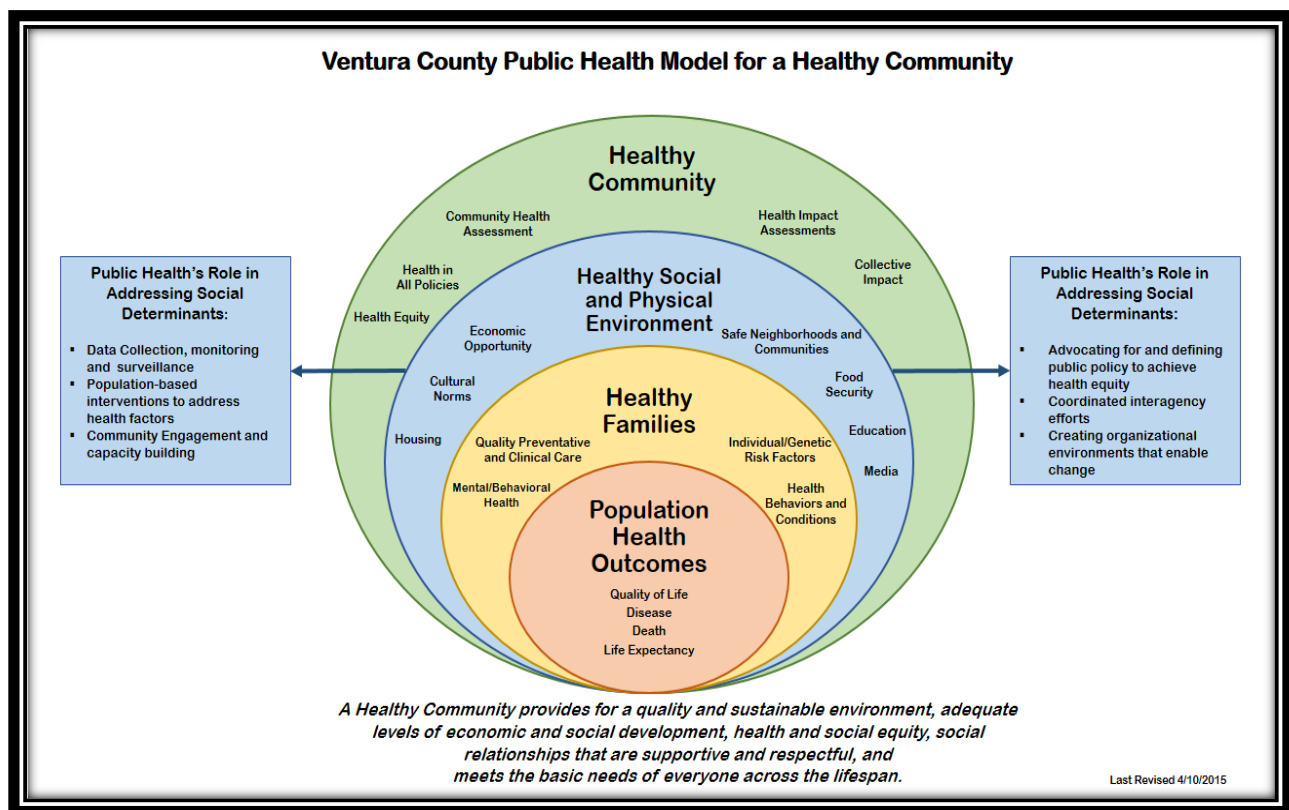 Ventura County Public Health Model for a Healthy Community
Healthy
Community
Community Health
Assessment
Health Impact
Assessments
Health in
All Policies
Collective
Impact
Health Equity
Healthy Social
and Physical
Environment
Economic
Opportunity
Safe Neighborhoods and
Communities
Cultural
Norms
Food
Security
Housing
Education
Media
Healthy
Families
Quality Preventative
and Clinical Care
Individual/Genetic
Risk Factors
Mental/Behavioral
Health
Health
Behaviors and
Conditions
Population
Health
Outcomes
Quality of Life
Disease
Death
Life Expectancy
Public Health's Role in
Addressing Social
Determinants:
▪ Data Collection, monitoring
and surveillance
▪ Population-based
interventions to address
health factors
▪ Community Engagement and
capacity building
Public Health's Role in
Addressing Social
Determinants:
▪ Advocating for and defining
public policy to achieve
health equity
▪ Coordinated interagency
efforts
▪ Creating organizational
environments that enable
change
A Healthy Community provides for a quality and sustainable environment, adequate
levels of economic and social development, health and social equity, social
relationships that are supportive and respectful, and
meets the basic needs of everyone across the lifespan.
Last Revised 4/10/2015